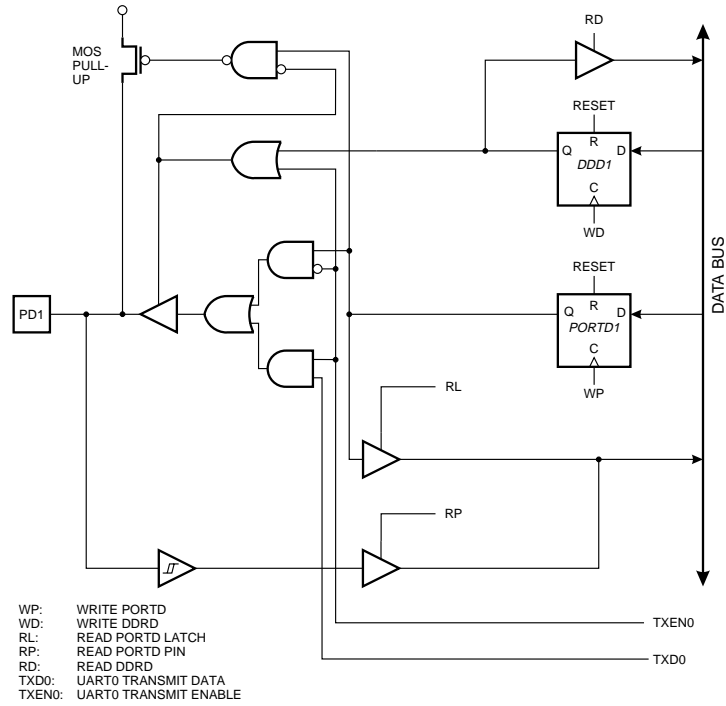 RD
MOS
PULL-
UP
RESET
R
Q
D
DDD1
C
WD
RESET
R
Q
D
PORTD1
C
WP
DATA BUS
PD1
RL
RP
TXEN0
TXD0
WP: WRITE PORTD
WD: WRITE DDRD
RL: READ PORTD LATCH
RP: READ PORTD PIN
RD: READ DDRD
TXD0: UART0 TRANSMIT DATA
TXEN0: UART0 TRANSMIT ENABLE